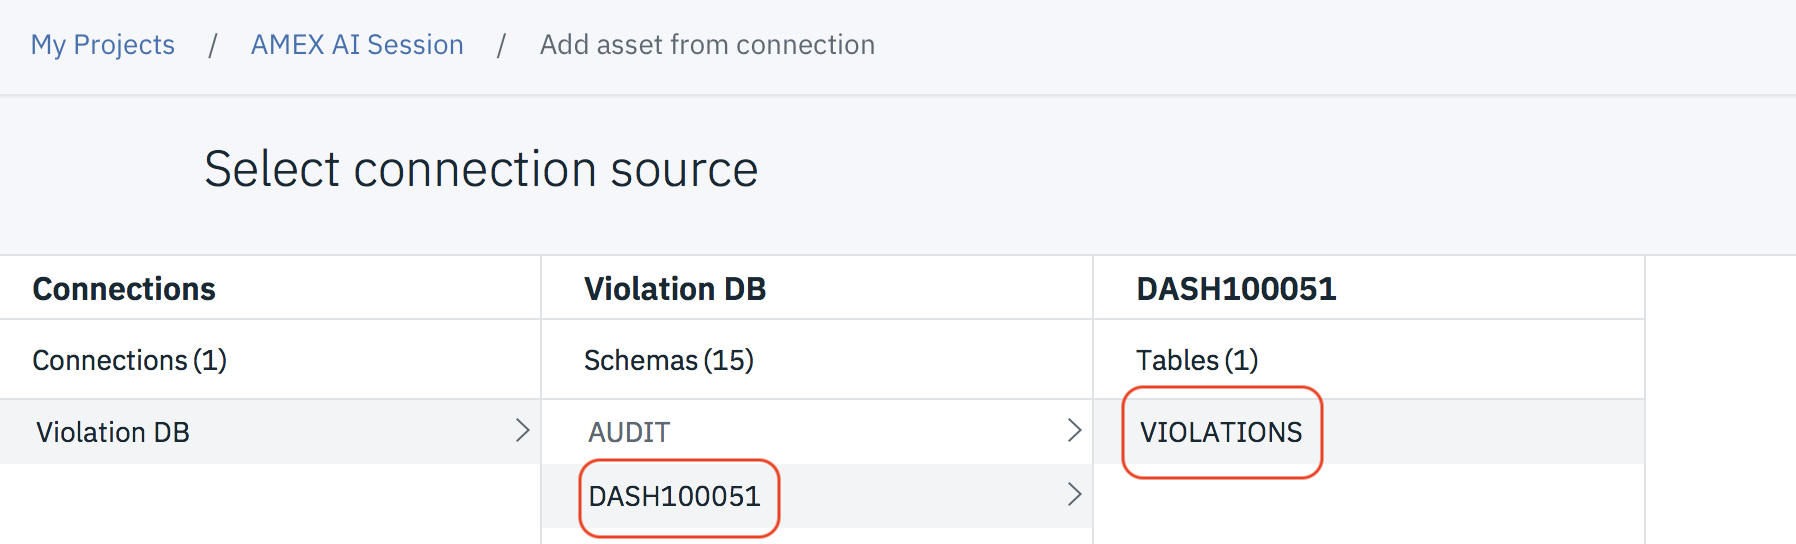 My Projects / AMEX AI Session / Add asset from connection
Select connection source
Connections Violation DB DASH100051
Connections (1) Schemas (15) Tables (1)
Violation DB AUDIT VIOLATIONS
DASH100051